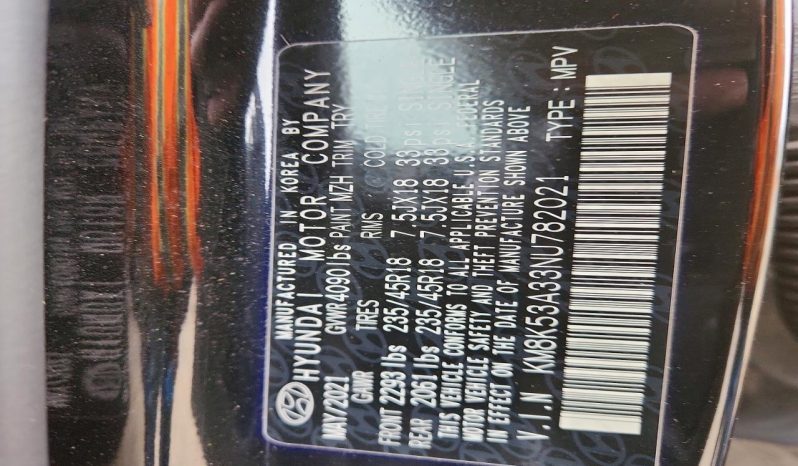 MANUFACTURED IN KOREA BY
HYUNDAI MOTOR COMPANY
MAY/2021 GVWR4090 lbs PAINT MZH TRIM TRY
GAWR TIRES RIMS COLD TIRE
FRONT 2293 lbs 235/45R18 7.5JX18 38psi SINGLE
REAR 2061 lbs 235/45R18 7.5JX18 38psi SINGLE
THIS VEHICLE CONFORMS TO ALL APPLICABLE U.S.A. FEDERAL
MOTOR VEHICLE SAFETY AND THEFT PREVENTION STANDARDS
IN EFFECT ON THE DATE OF MANUFACTURE SHOWN ABOVE
V.I.N KM8K53A33NU782021 TYPE : MPV